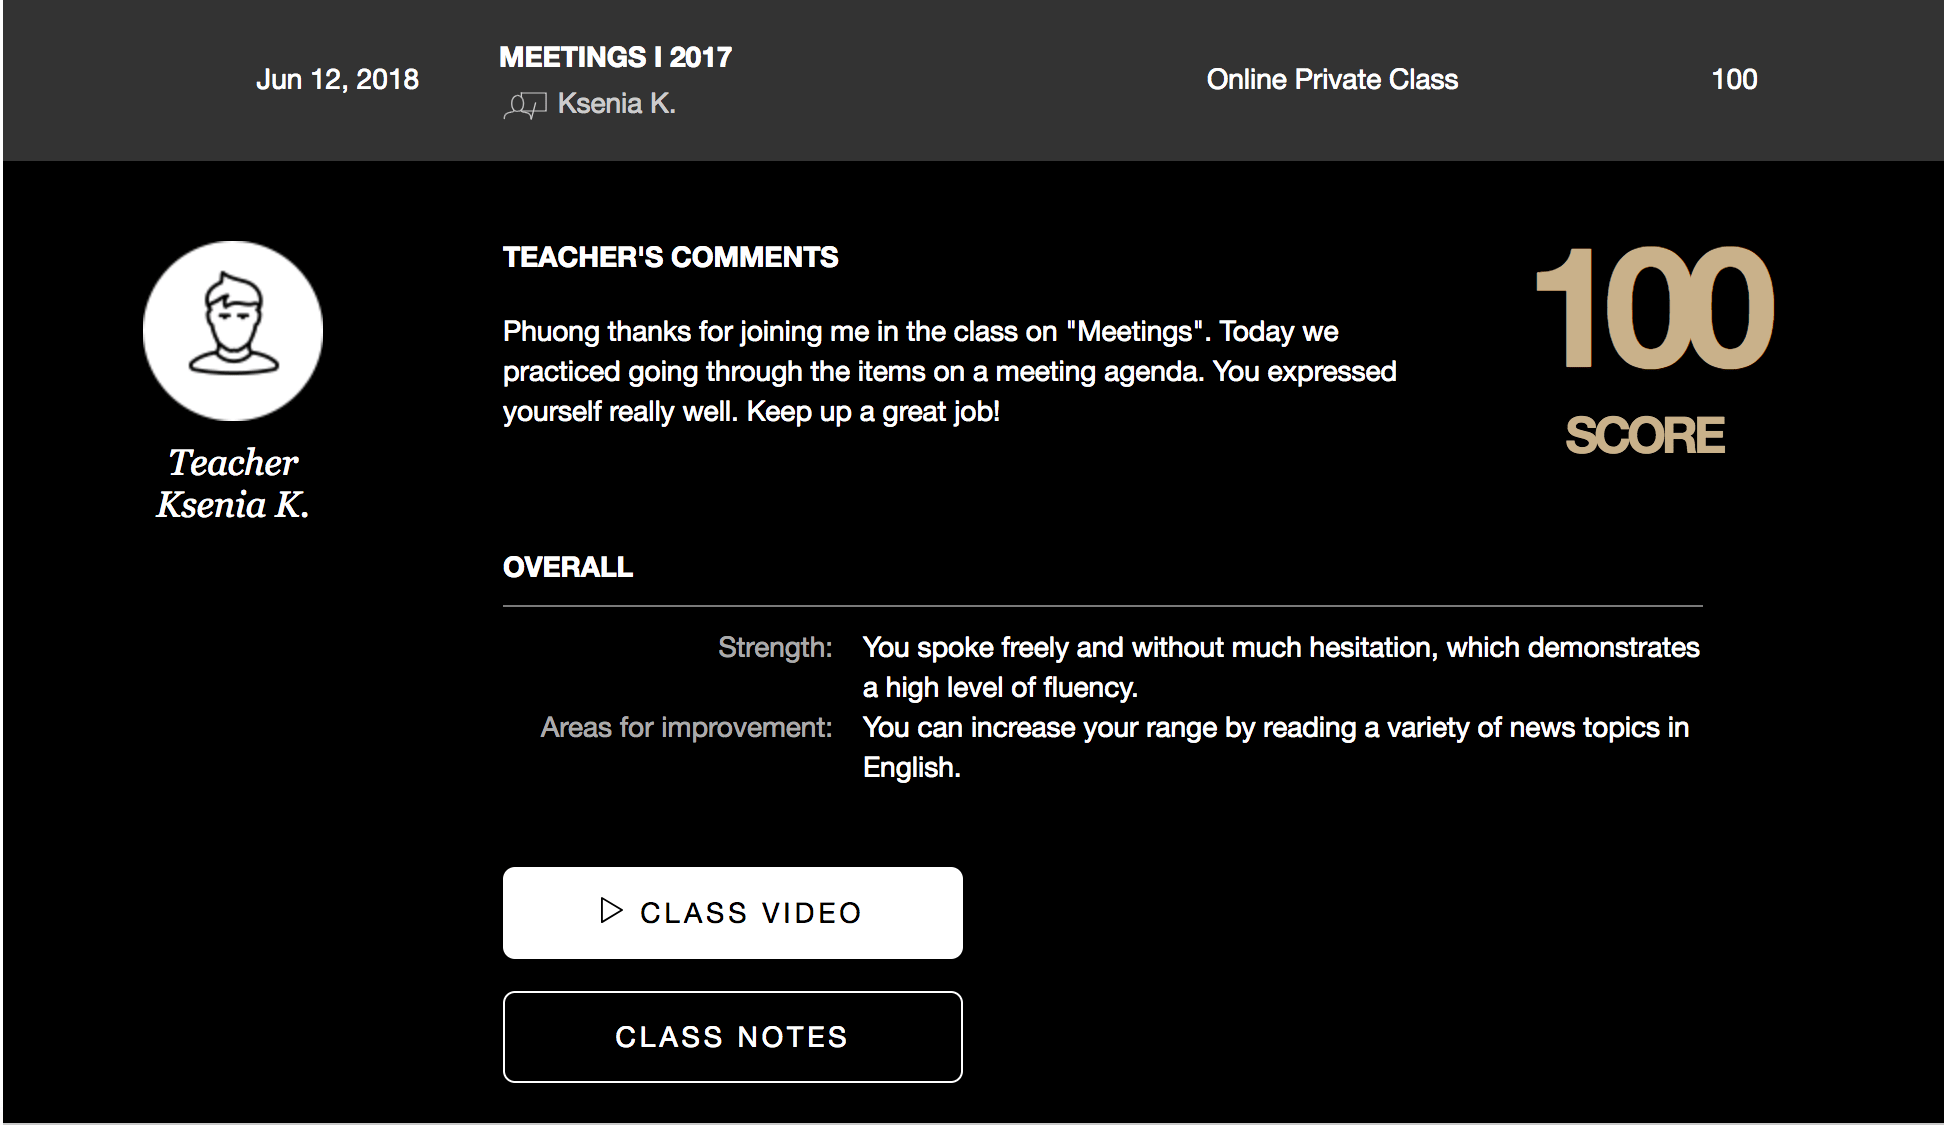 Jun 12, 2018
MEETINGS I 2017
Ksenia K.
Online Private Class
100
Teacher
Ksenia K.
TEACHER'S COMMENTS
Phuong thanks for joining me in the class on "Meetings". Today we
practiced going through the items on a meeting agenda. You expressed
yourself really well. Keep up a great job!
100
SCORE
OVERALL
Strength: You spoke freely and without much hesitation, which demonstrates
a high level of fluency.
Areas for improvement: You can increase your range by reading a variety of news topics in
English.
CLASS VIDEO
CLASS NOTES